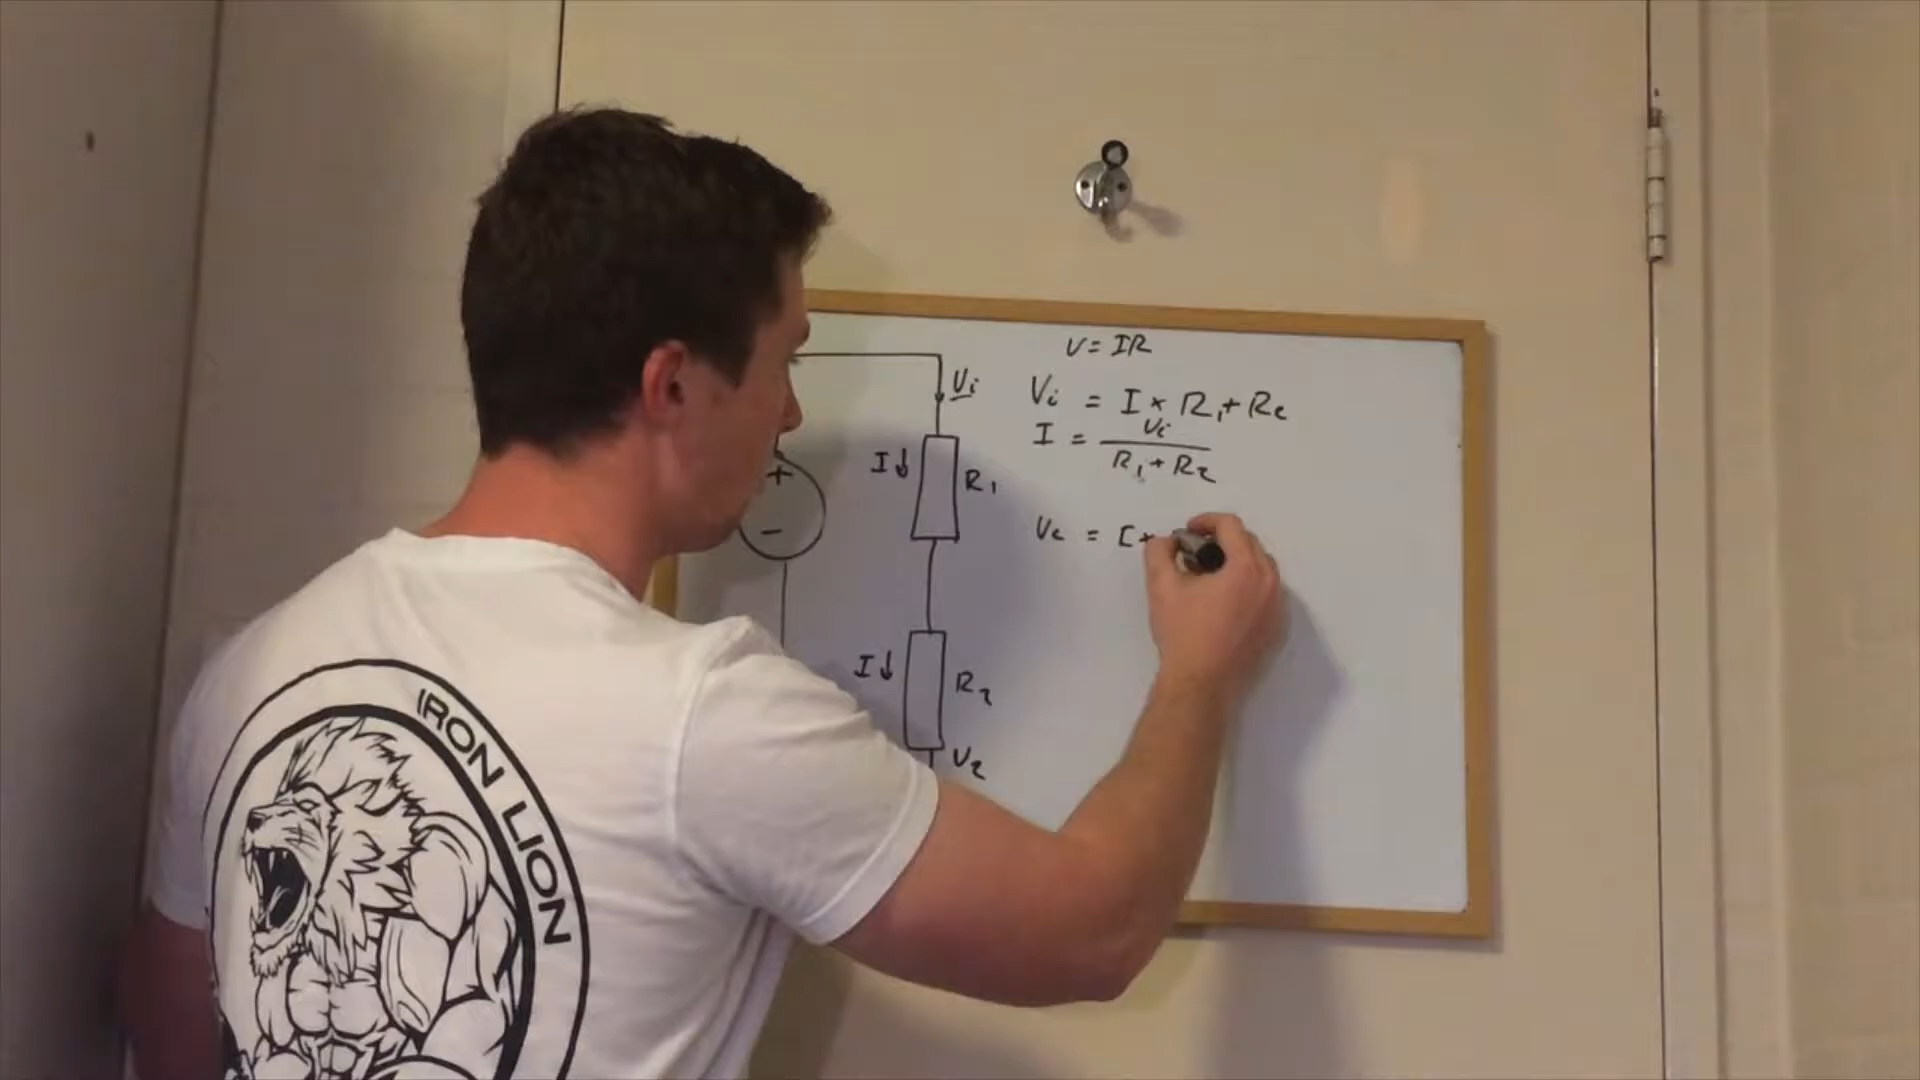 V = IR
Vi
Vi = I × R1 + R2
I = Vi / R1 + R2
+
I ↓ R1
−
V2 = I ×
I ↓ R2
V2
IRON LION